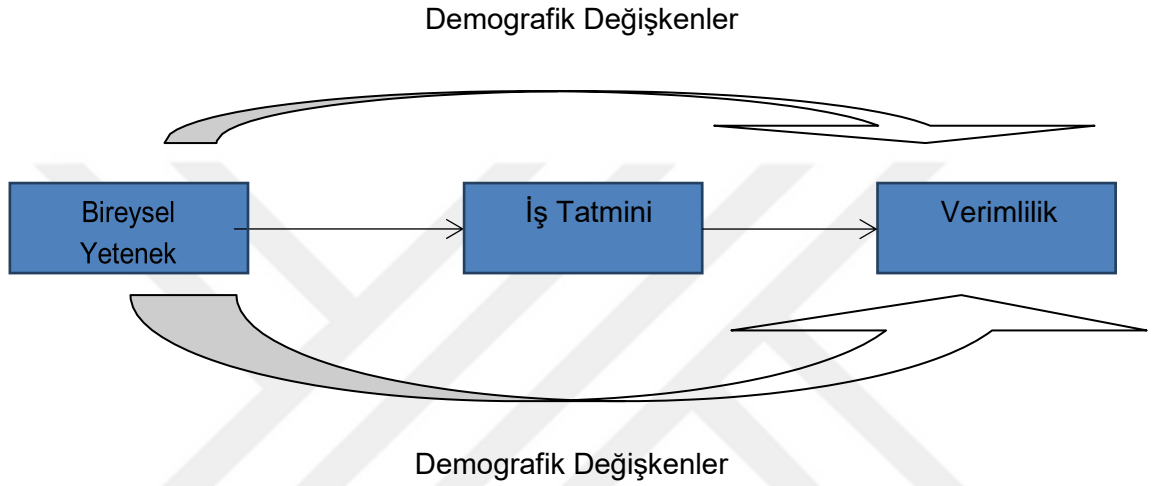 Demografik Değişkenler
Bireysel
Yetenek
İş Tatmini
Verimlilik
Demografik Değişkenler